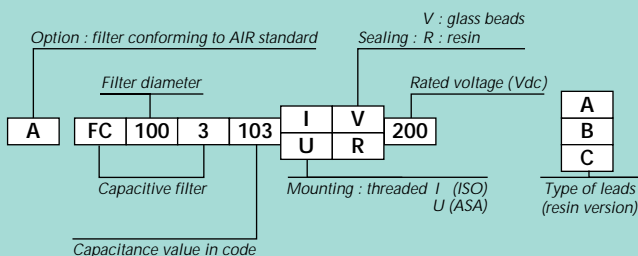 V : glass beads
Option : filter conforming to AIR standard
Sealing : R : resin
Filter diameter
Rated voltage (Vdc)
A FC 100 3 103 I V 200
U R
A
B
C
Capacitive filter
Mounting : threaded I (ISO)
U (ASA)
Type of leads
(resin version)
Capacitance value in code